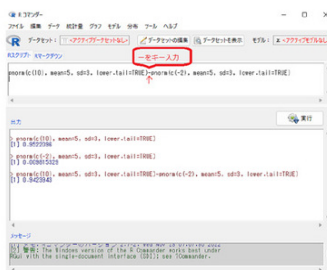 R コマンダー
ファイル 編集 データ 統計量 グラフ モデル 分布 ツール ヘルプ
データセット: <アクティブデータセットなし> データセットの編集 データセットを表示 モデル: Σ <アクティブモデルなし>
Rスクリプト Rマークダウン
−をキー入力
pnorm(c(10), mean=5, sd=3, lower.tail=TRUE)-pnorm(c(-2), mean=5, sd=3, lower.tail=TRUE)
出力
実行
> pnorm(c(10), mean=5, sd=3, lower.tail=TRUE)
[1] 0.9522096
> pnorm(c(-2), mean=5, sd=3, lower.tail=TRUE)
[1] 0.009815329
> pnorm(c(10), mean=5, sd=3, lower.tail=TRUE)-pnorm(c(-2), mean=5, sd=3, lower.tail=TRUE)
[1] 0.9423943
メッセージ
[2] 警告: The Windows version of the R Commander works best under
RGui with the single-document interface (SDI); see ?Commander.